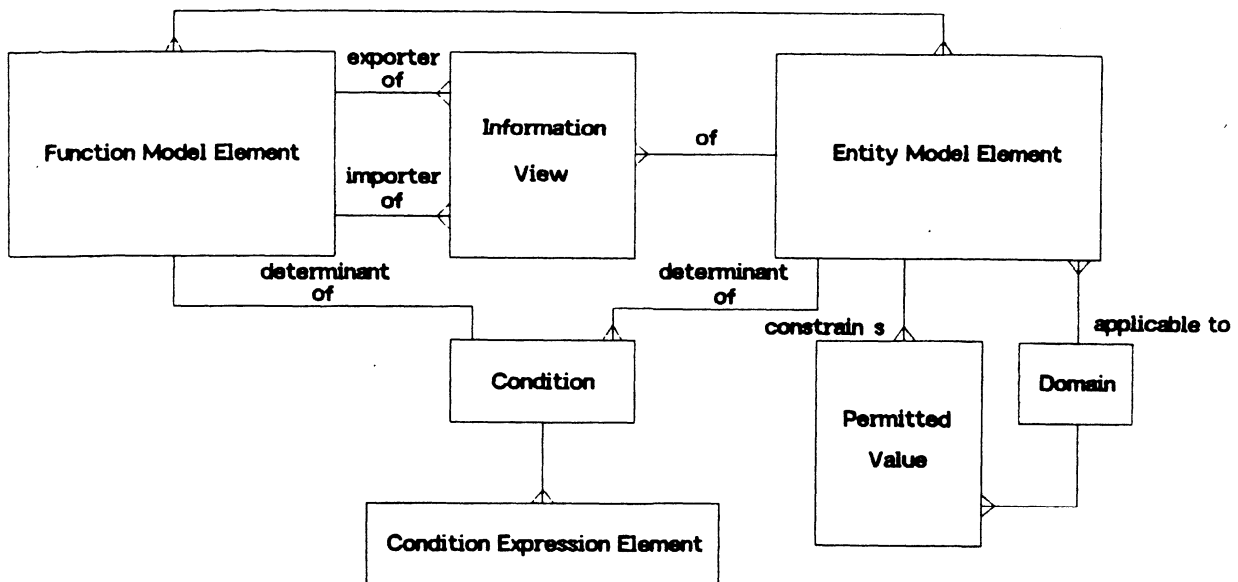 exporter
of
Function Model Element
importer
of
Information
View
of
Entity Model Element
determinant
of
determinant
of
constrain s
applicable to
Condition
Permitted
Value
Domain
Condition Expression Element